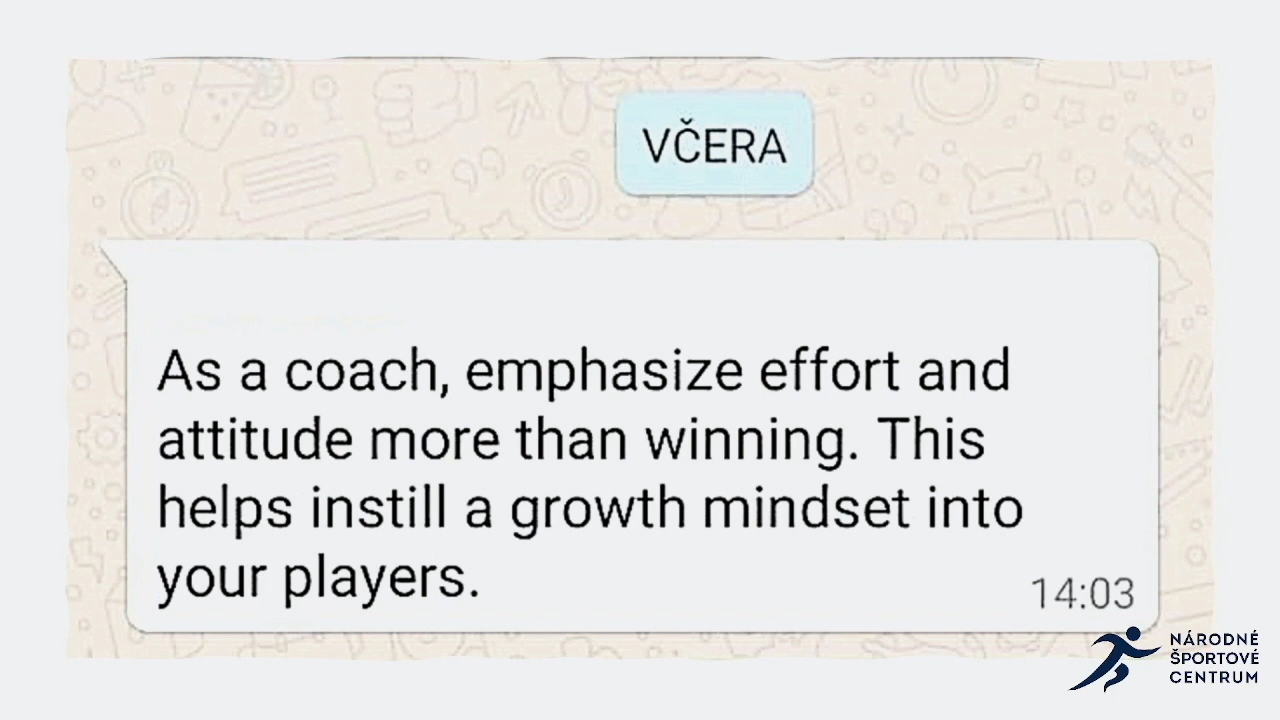 VČERA
As a coach, emphasize effort and
attitude more than winning. This
helps instill a growth mindset into
your players.
14:03
NÁRODNÉ
ŠPORTOVÉ
CENTRUM